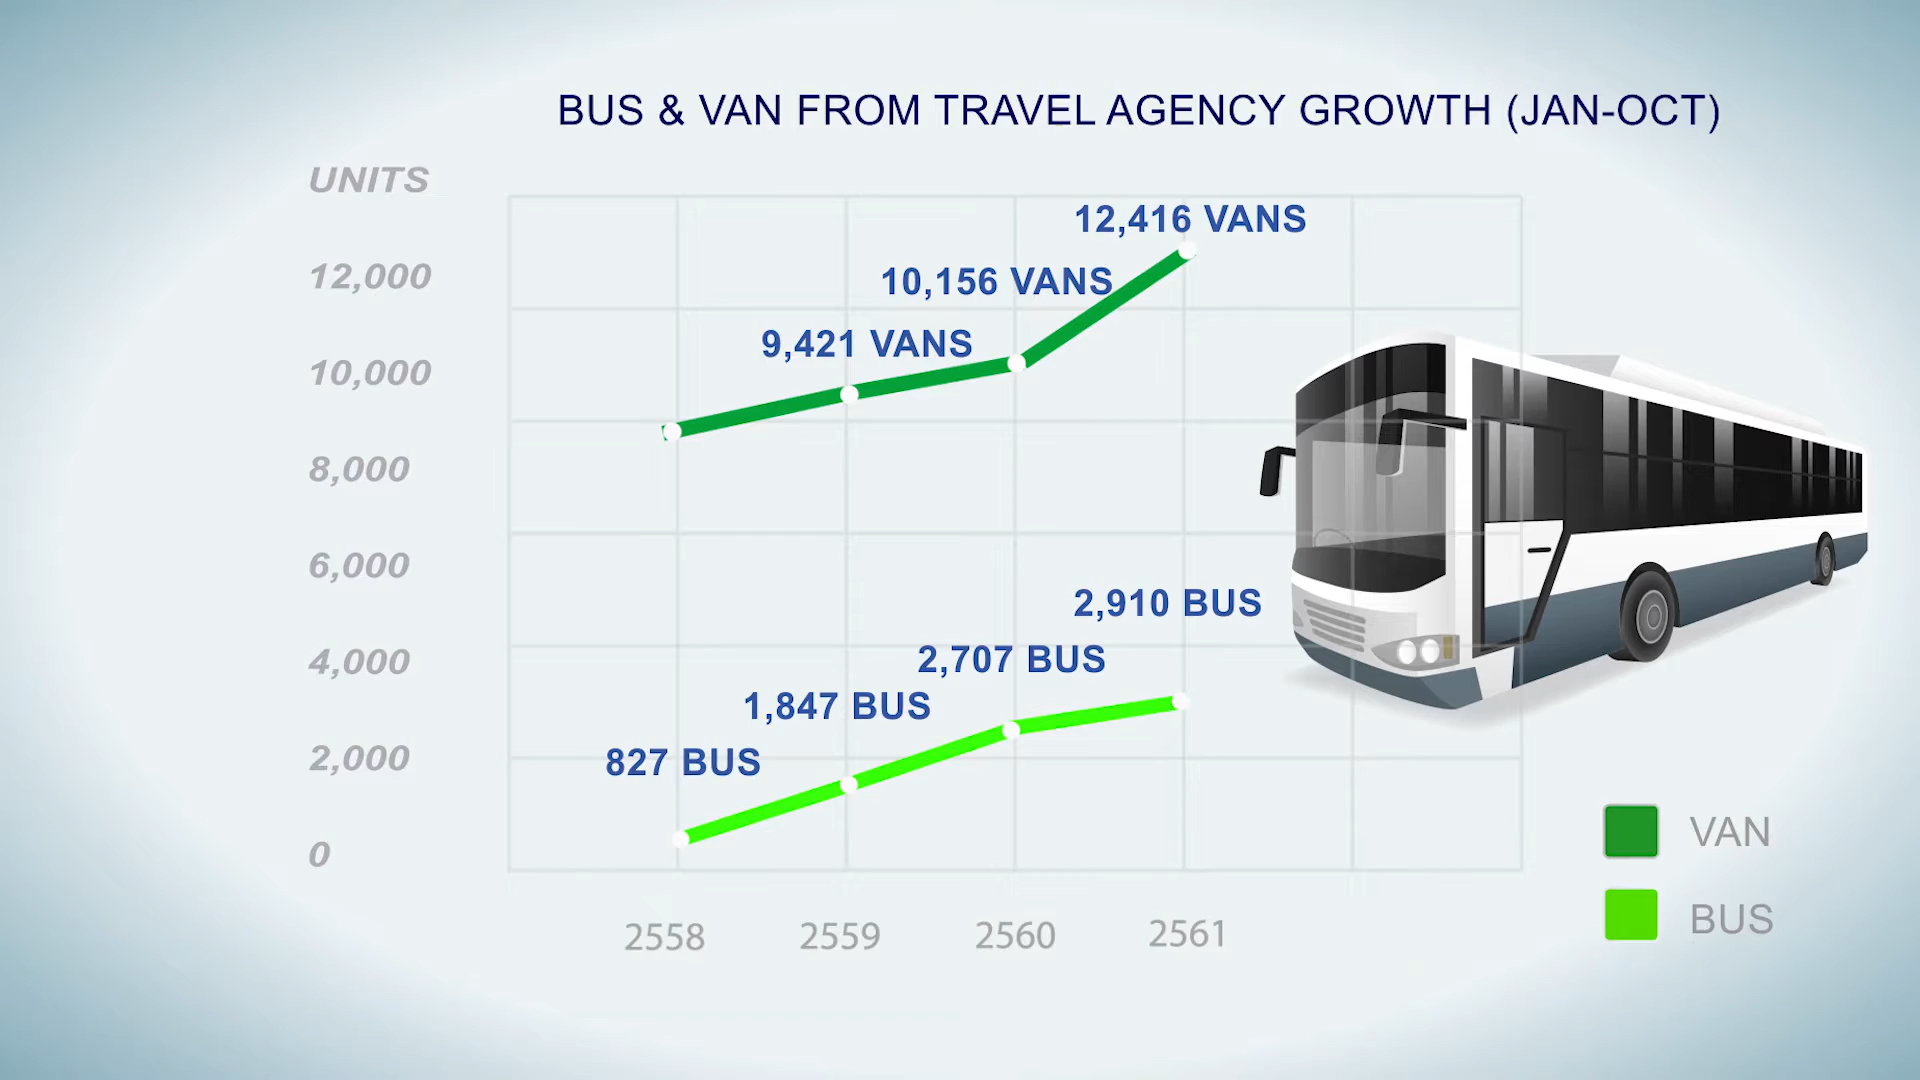 BUS & VAN FROM TRAVEL AGENCY GROWTH (JAN-OCT)
UNITS
12,000
10,000
8,000
6,000
4,000
2,000
0
12,416 VANS
10,156 VANS
9,421 VANS
2,910 BUS
2,707 BUS
1,847 BUS
827 BUS
2558
2559
2560
2561
VAN
BUS